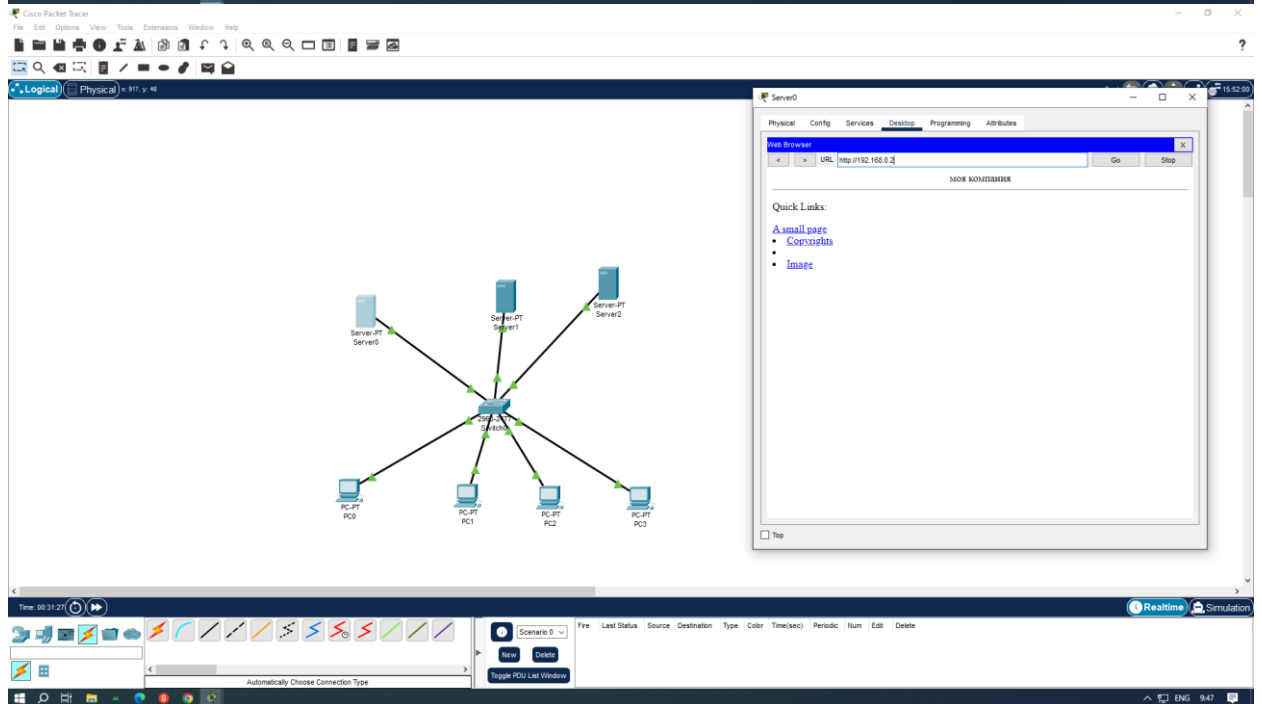 Cisco Packet Tracer
File Edit Options View Tools Extensions Window Help
?
Logical Physical x: 917, y: 48
15:52:00
Server0
Physical Config Services Desktop Programming Attributes
Web Browser X
< > URL http://192.168.0.2 Go Stop
моя компания
Quick Links:
A small page
Copyrights
Image
Top
Server-PT
Server0
Server-PT
Server1
Server-PT
Server2
Switch0
PC-PT
PC0
PC-PT
PC1
PC-PT
PC2
PC-PT
PC3
Time: 00:31:27
Realtime Simulation
Scenario 0
New Delete
Toggle PDU List Window
Fire Last Status Source Destination Type Color Time(sec) Periodic Num Edit Delete
Automatically Choose Connection Type
ENG 9:47